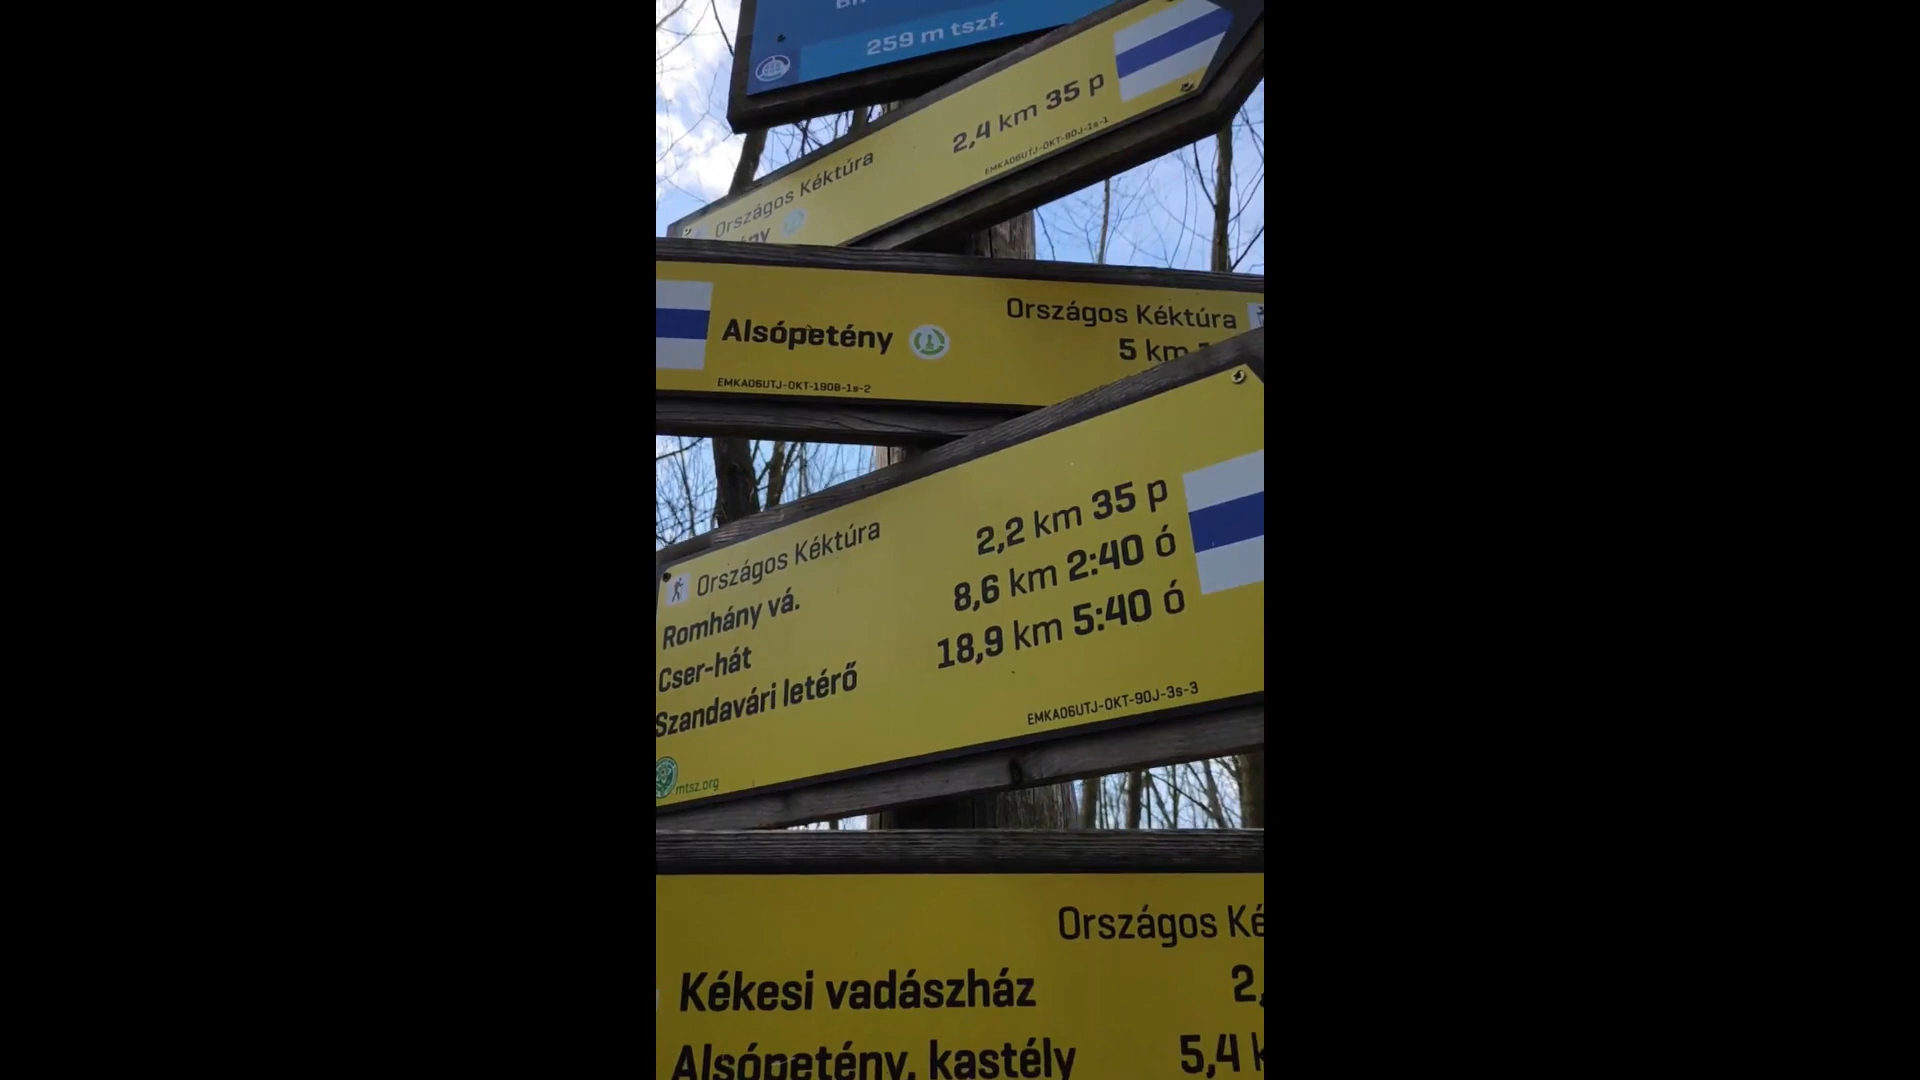 259 m tszf.
2,4 km 35 p
Országos Kéktúra
EMKA06UTJ-OKT-90J-1s-1
Országos Kéktúra
Alsópetény
5 km
EMKA06UTJ-OKT-190B-1s-2
Országos Kéktúra
Romhány vá. 2,2 km 35 p
Cser-hát 8,6 km 2:40 ó
Szandavári letérő 18,9 km 5:40 ó
EMKA06UTJ-OKT-90J-3s-3
mtsz.org
Országos Ké
Kékesi vadászház 2,
Alsópetény, kastély 5,4 k